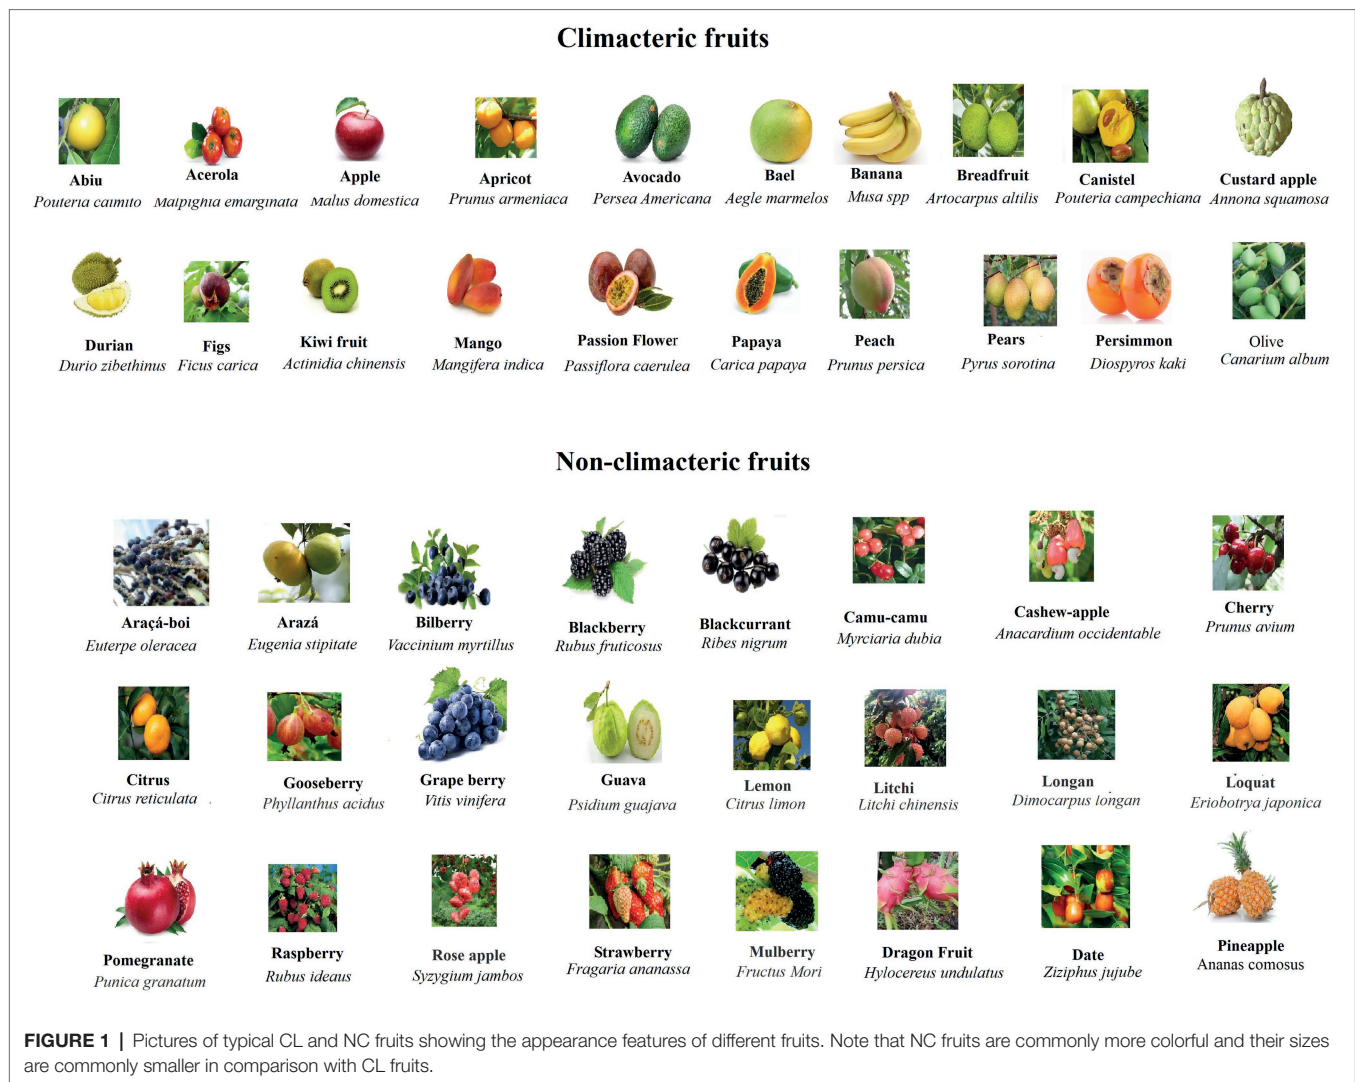 Climacteric fruits
Abiu
Pouteria caimito
Acerola
Malpighia emarginata
Apple
Malus domestica
Apricot
Prunus armeniaca
Avocado
Persea Americana
Bael
Aegle marmelos
Banana
Musa spp
Breadfruit
Artocarpus altilis
Canistel
Pouteria campechiana
Custard apple
Annona squamosa
Durian
Durio zibethinus
Figs
Ficus carica
Kiwi fruit
Actinidia chinensis
Mango
Mangifera indica
Passion Flower
Passiflora caerulea
Papaya
Carica papaya
Peach
Prunus persica
Pears
Pyrus sorotina
Persimmon
Diospyros kaki
Olive
Canarium album
Non-climacteric fruits
Araçá-boi
Euterpe oleracea
Arazá
Eugenia stipitate
Bilberry
Vaccinium myrtillus
Blackberry
Rubus fruticosus
Blackcurrant
Ribes nigrum
Camu-camu
Myrciaria dubia
Cashew-apple
Anacardium occidentable
Cherry
Prunus avium
Citrus
Citrus reticulata
Gooseberry
Phyllanthus acidus
Grape berry
Vitis vinifera
Guava
Psidium guajava
Lemon
Citrus limon
Litchi
Litchi chinensis
Longan
Dimocarpus longan
Loquat
Eriobotrya japonica
Pomegranate
Punica granatum
Raspberry
Rubus ideaus
Rose apple
Syzygium jambos
Strawberry
Fragaria ananassa
Mulberry
Fructus Mori
Dragon Fruit
Hylocereus undulatus
Date
Ziziphus jujube
Pineapple
Ananas comosus
FIGURE 1 | Pictures of typical CL and NC fruits showing the appearance features of different fruits. Note that NC fruits are commonly more colorful and their sizes
are commonly smaller in comparison with CL fruits.